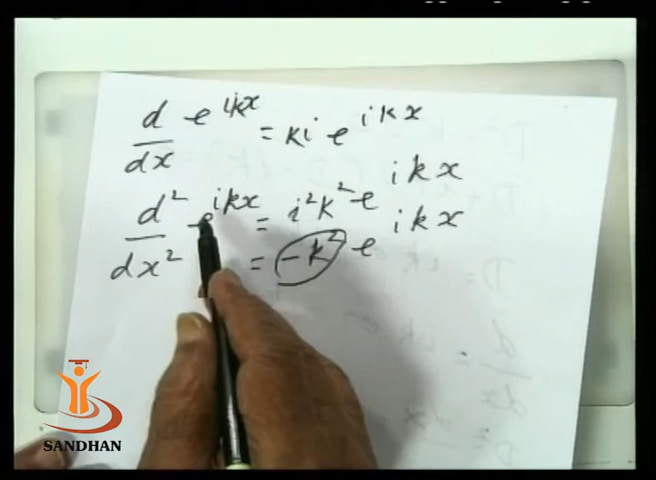 d/dx e^{ikx} = ki e^{ikx}
d²/dx² e^{ikx} = i²k² e^{ikx}
= -k² e^{ikx}
SANDHAN